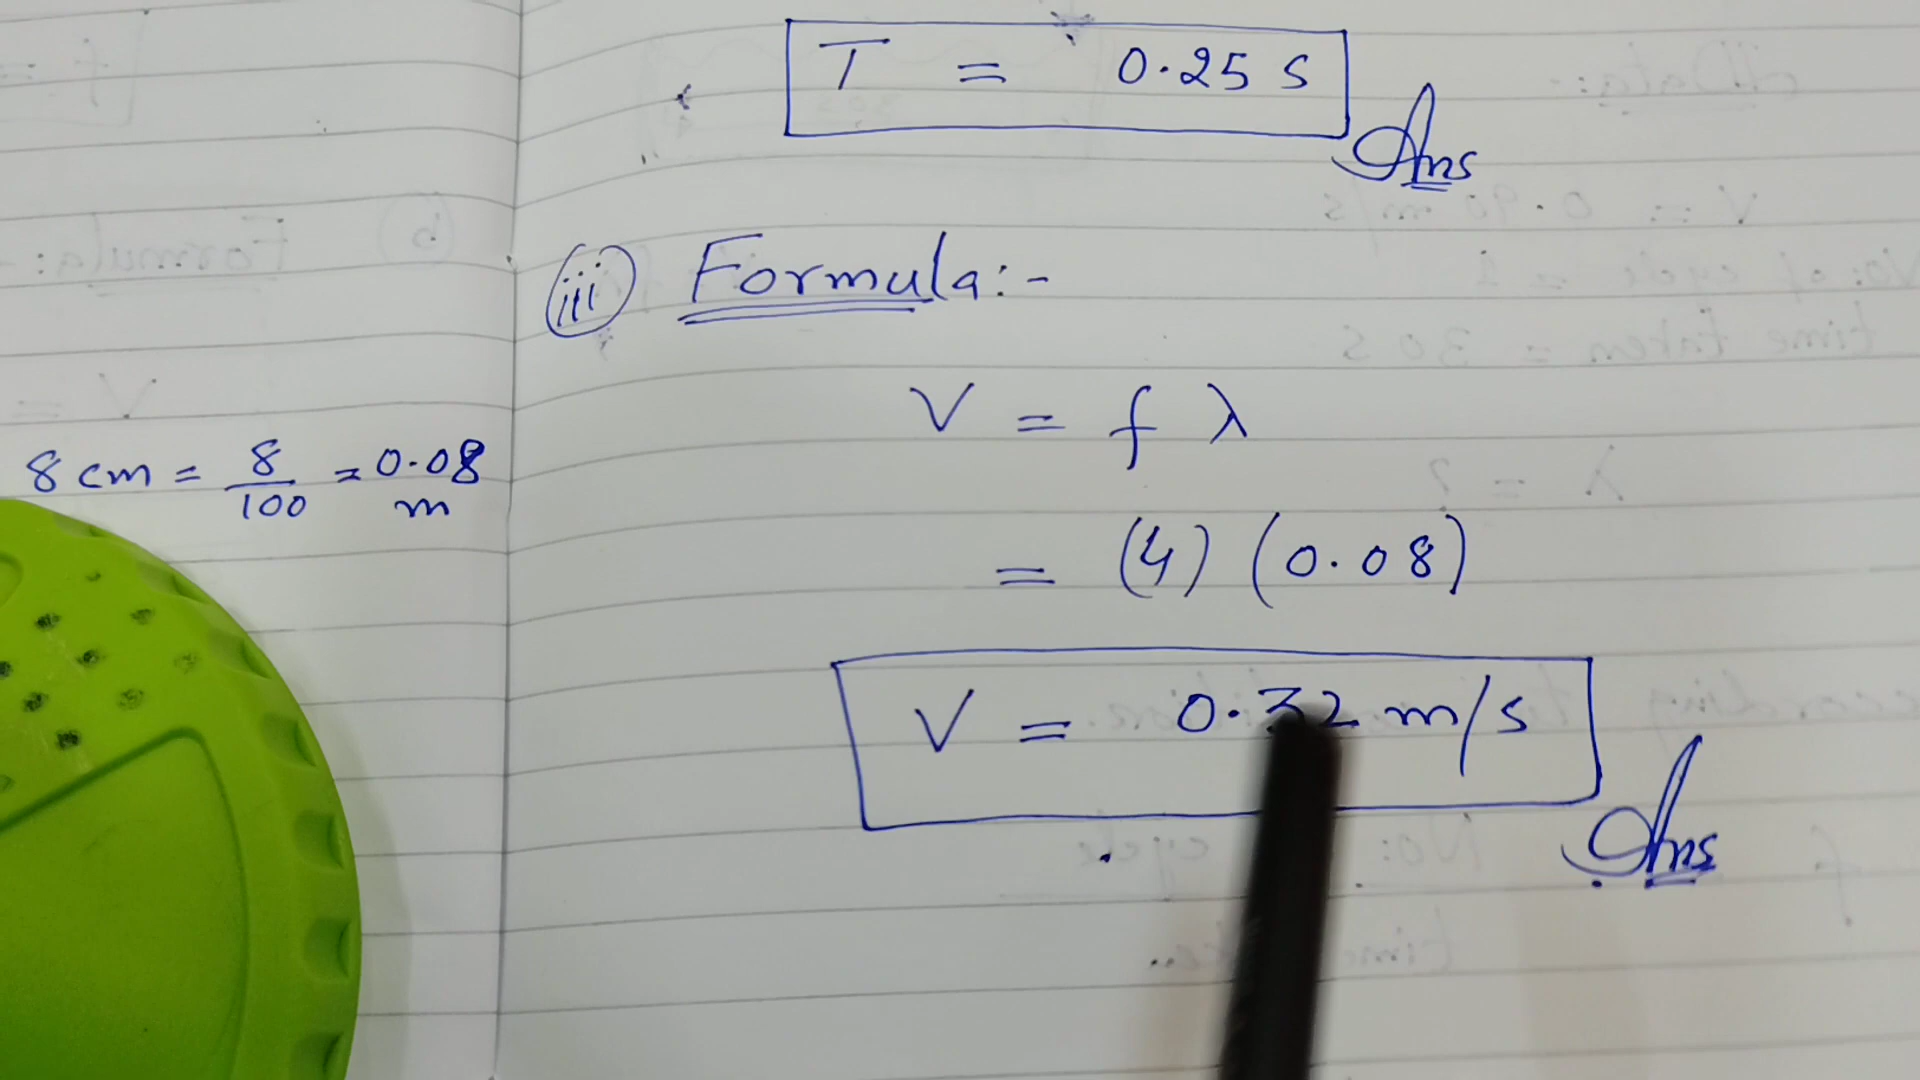 T = 0.25 s
Ans
(iii) Formula:-
V = f λ
8 cm = 8/100 = 0.08 m
= (4) (0.08)
V = 0.32 m/s
Ans